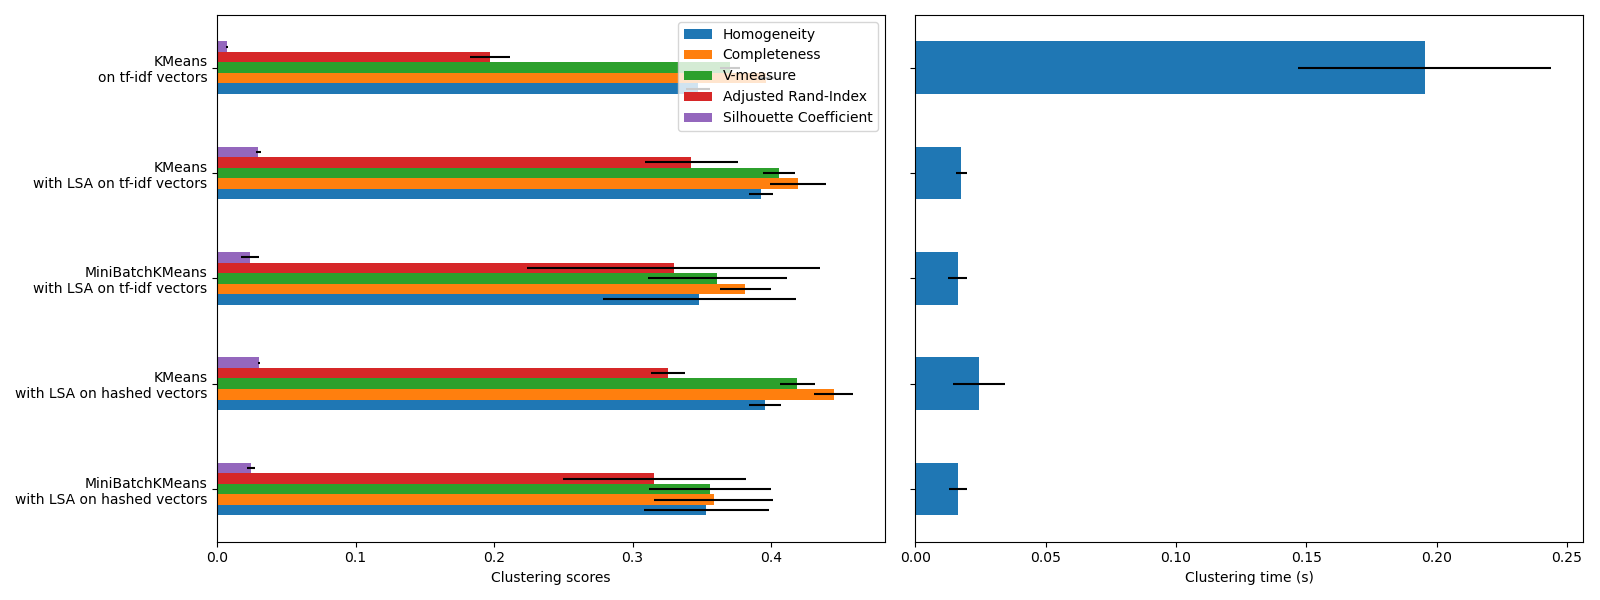 KMeans
on tf-idf vectors
KMeans
with LSA on tf-idf vectors
MiniBatchKMeans
with LSA on tf-idf vectors
KMeans
with LSA on hashed vectors
MiniBatchKMeans
with LSA on hashed vectors
Homogeneity
Completeness
V-measure
Adjusted Rand-Index
Silhouette Coefficient
0.0 0.1 0.2 0.3 0.4
Clustering scores
0.00 0.05 0.10 0.15 0.20 0.25
Clustering time (s)